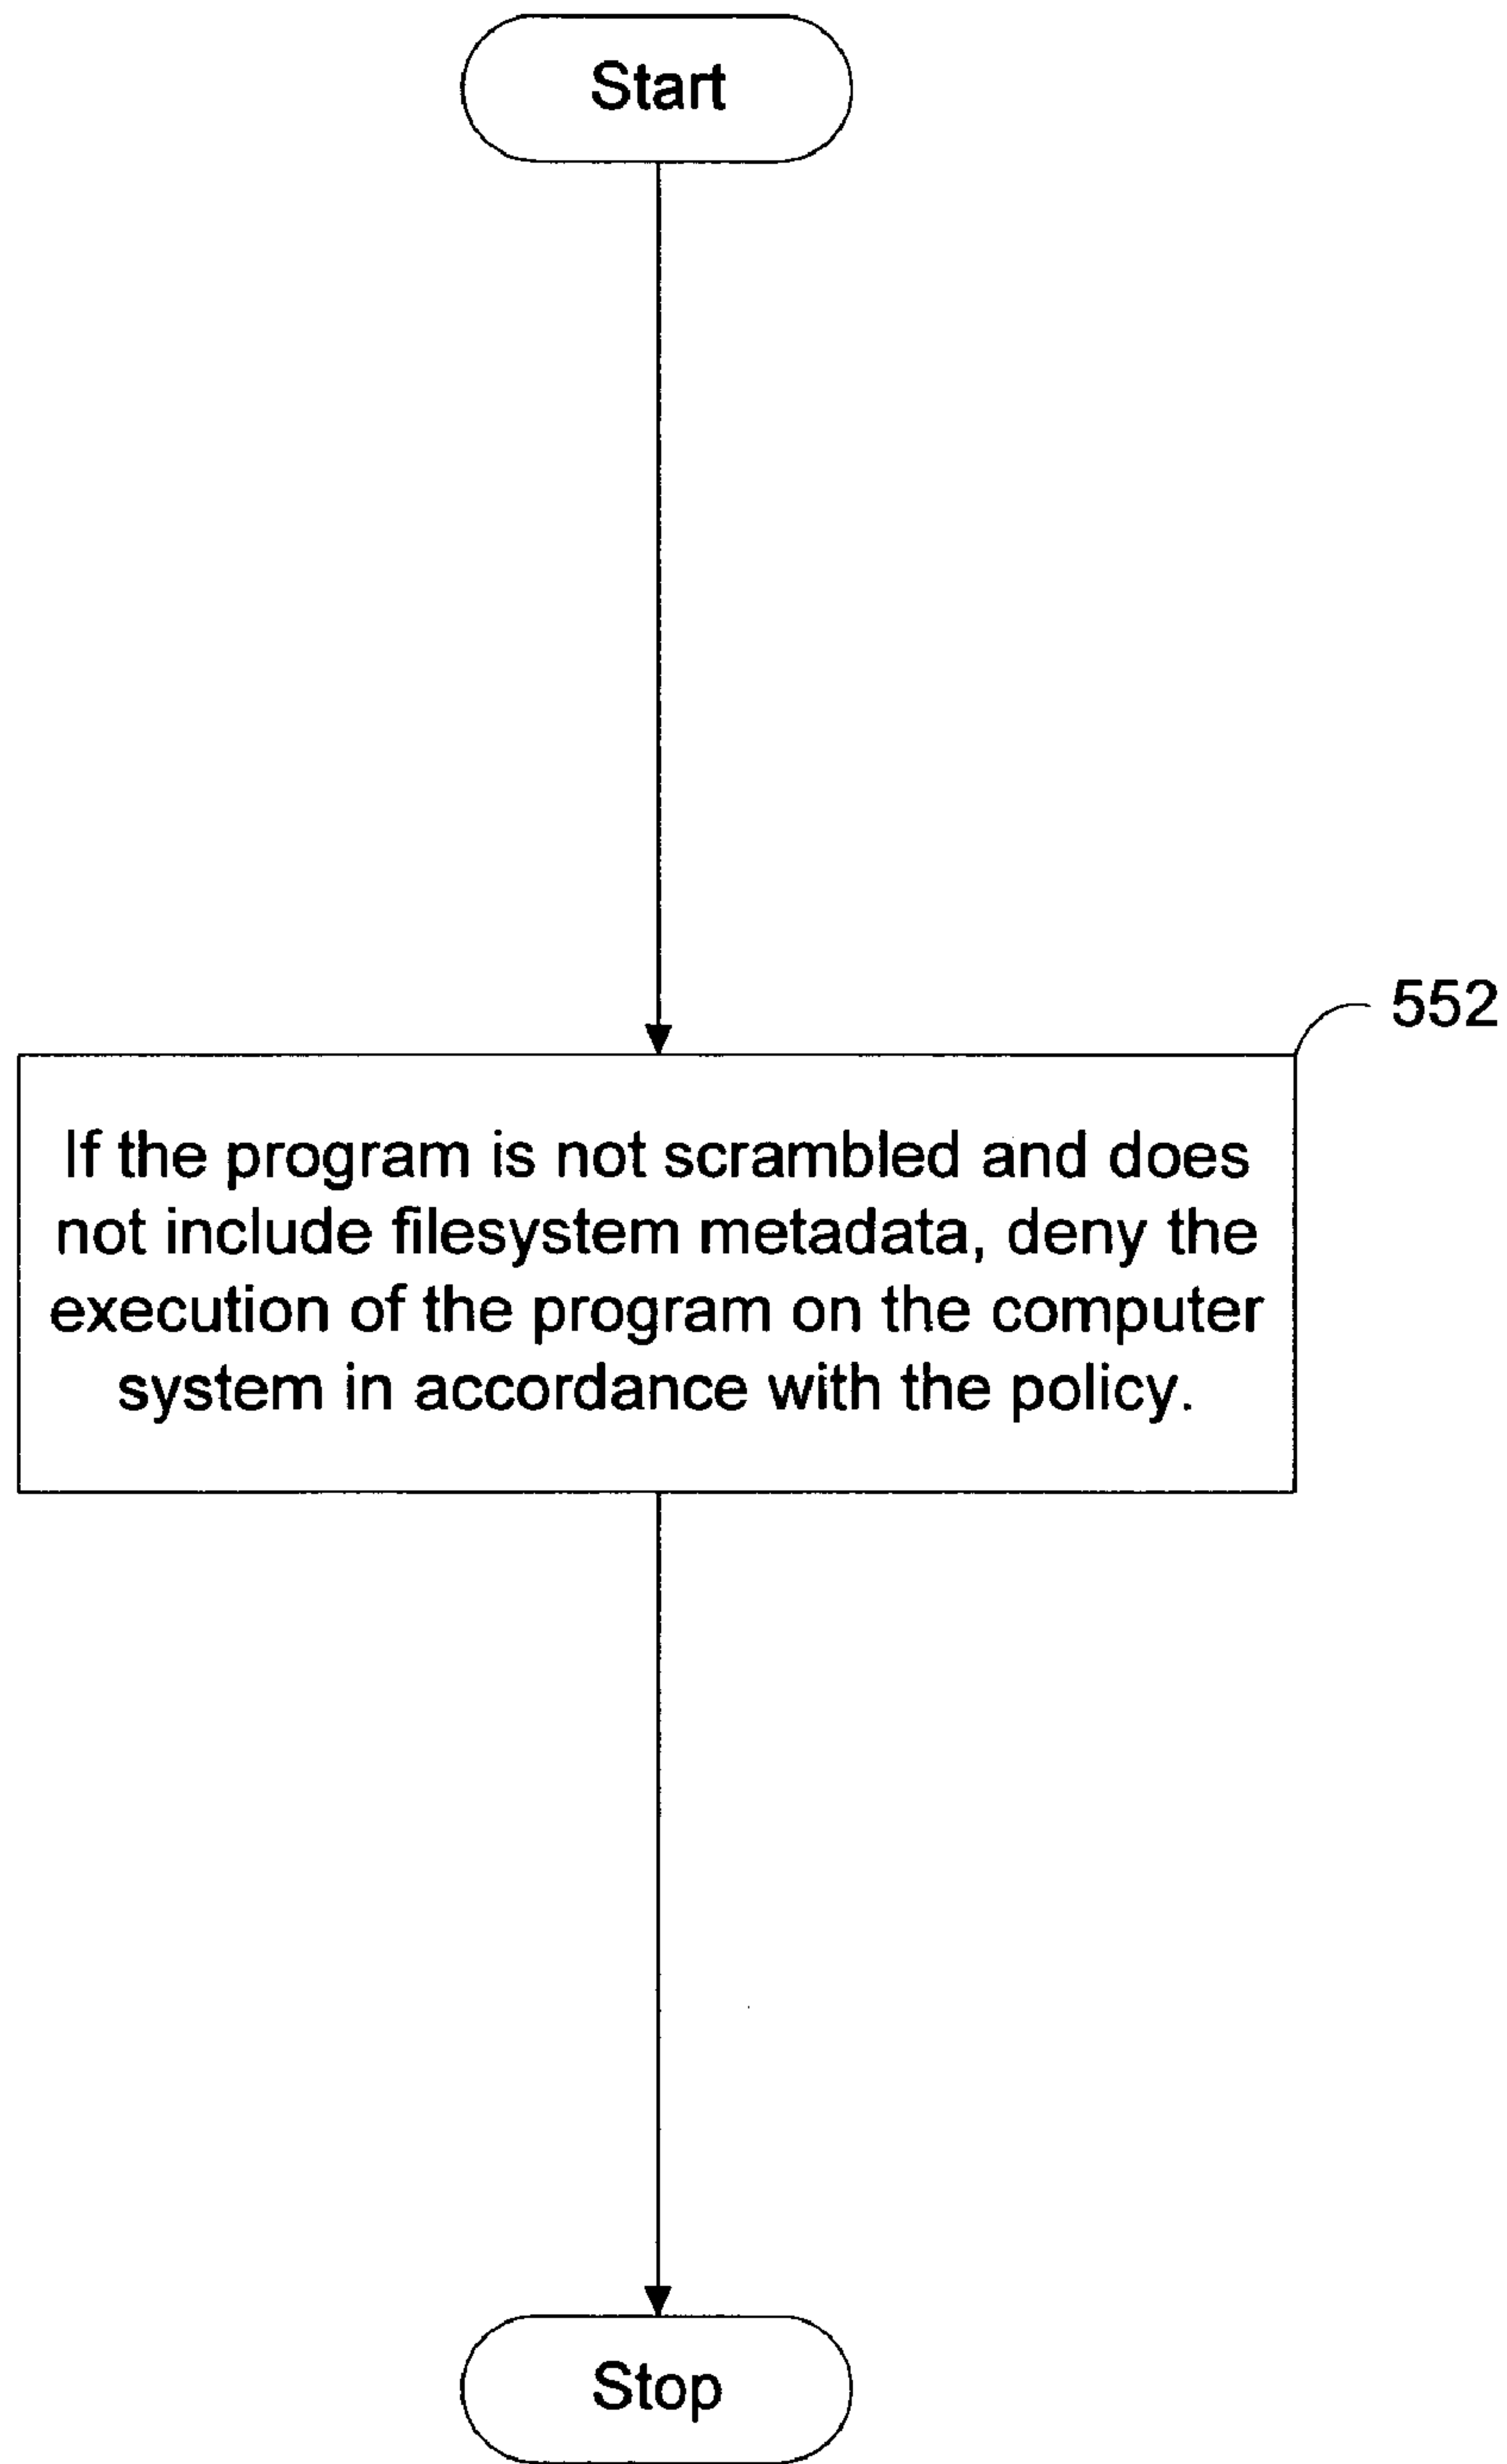 Start
552
If the program is not scrambled and does
not include filesystem metadata, deny the
execution of the program on the computer
system in accordance with the policy.
Stop